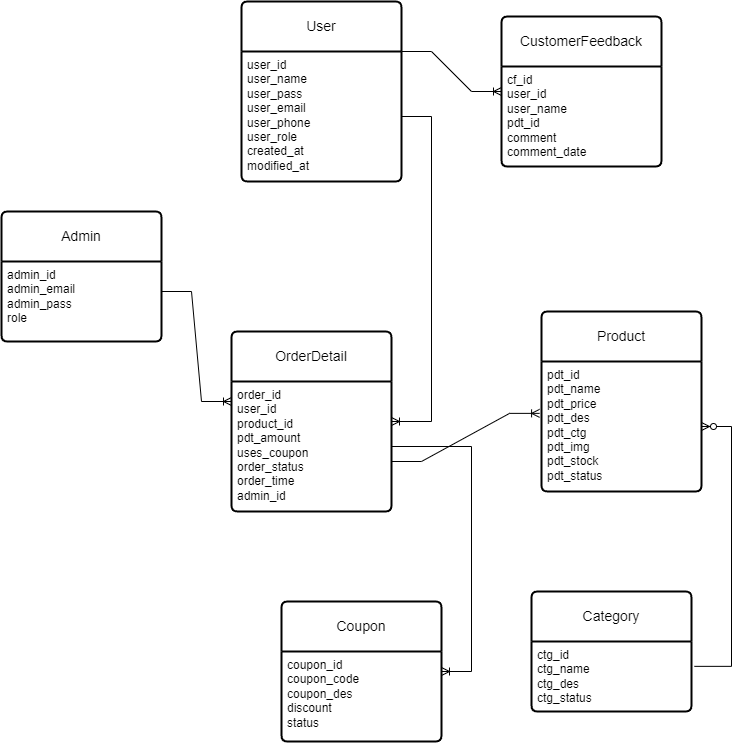 User
user_id
user_name
user_pass
user_email
user_phone
user_role
created_at
modified_at
CustomerFeedback
cf_id
user_id
user_name
pdt_id
comment
comment_date
Admin
admin_id
admin_email
admin_pass
role
OrderDetail
order_id
user_id
product_id
pdt_amount
uses_coupon
order_status
order_time
admin_id
Product
pdt_id
pdt_name
pdt_price
pdt_des
pdt_ctg
pdt_img
pdt_stock
pdt_status
Coupon
coupon_id
coupon_code
coupon_des
discount
status
Category
ctg_id
ctg_name
ctg_des
ctg_status